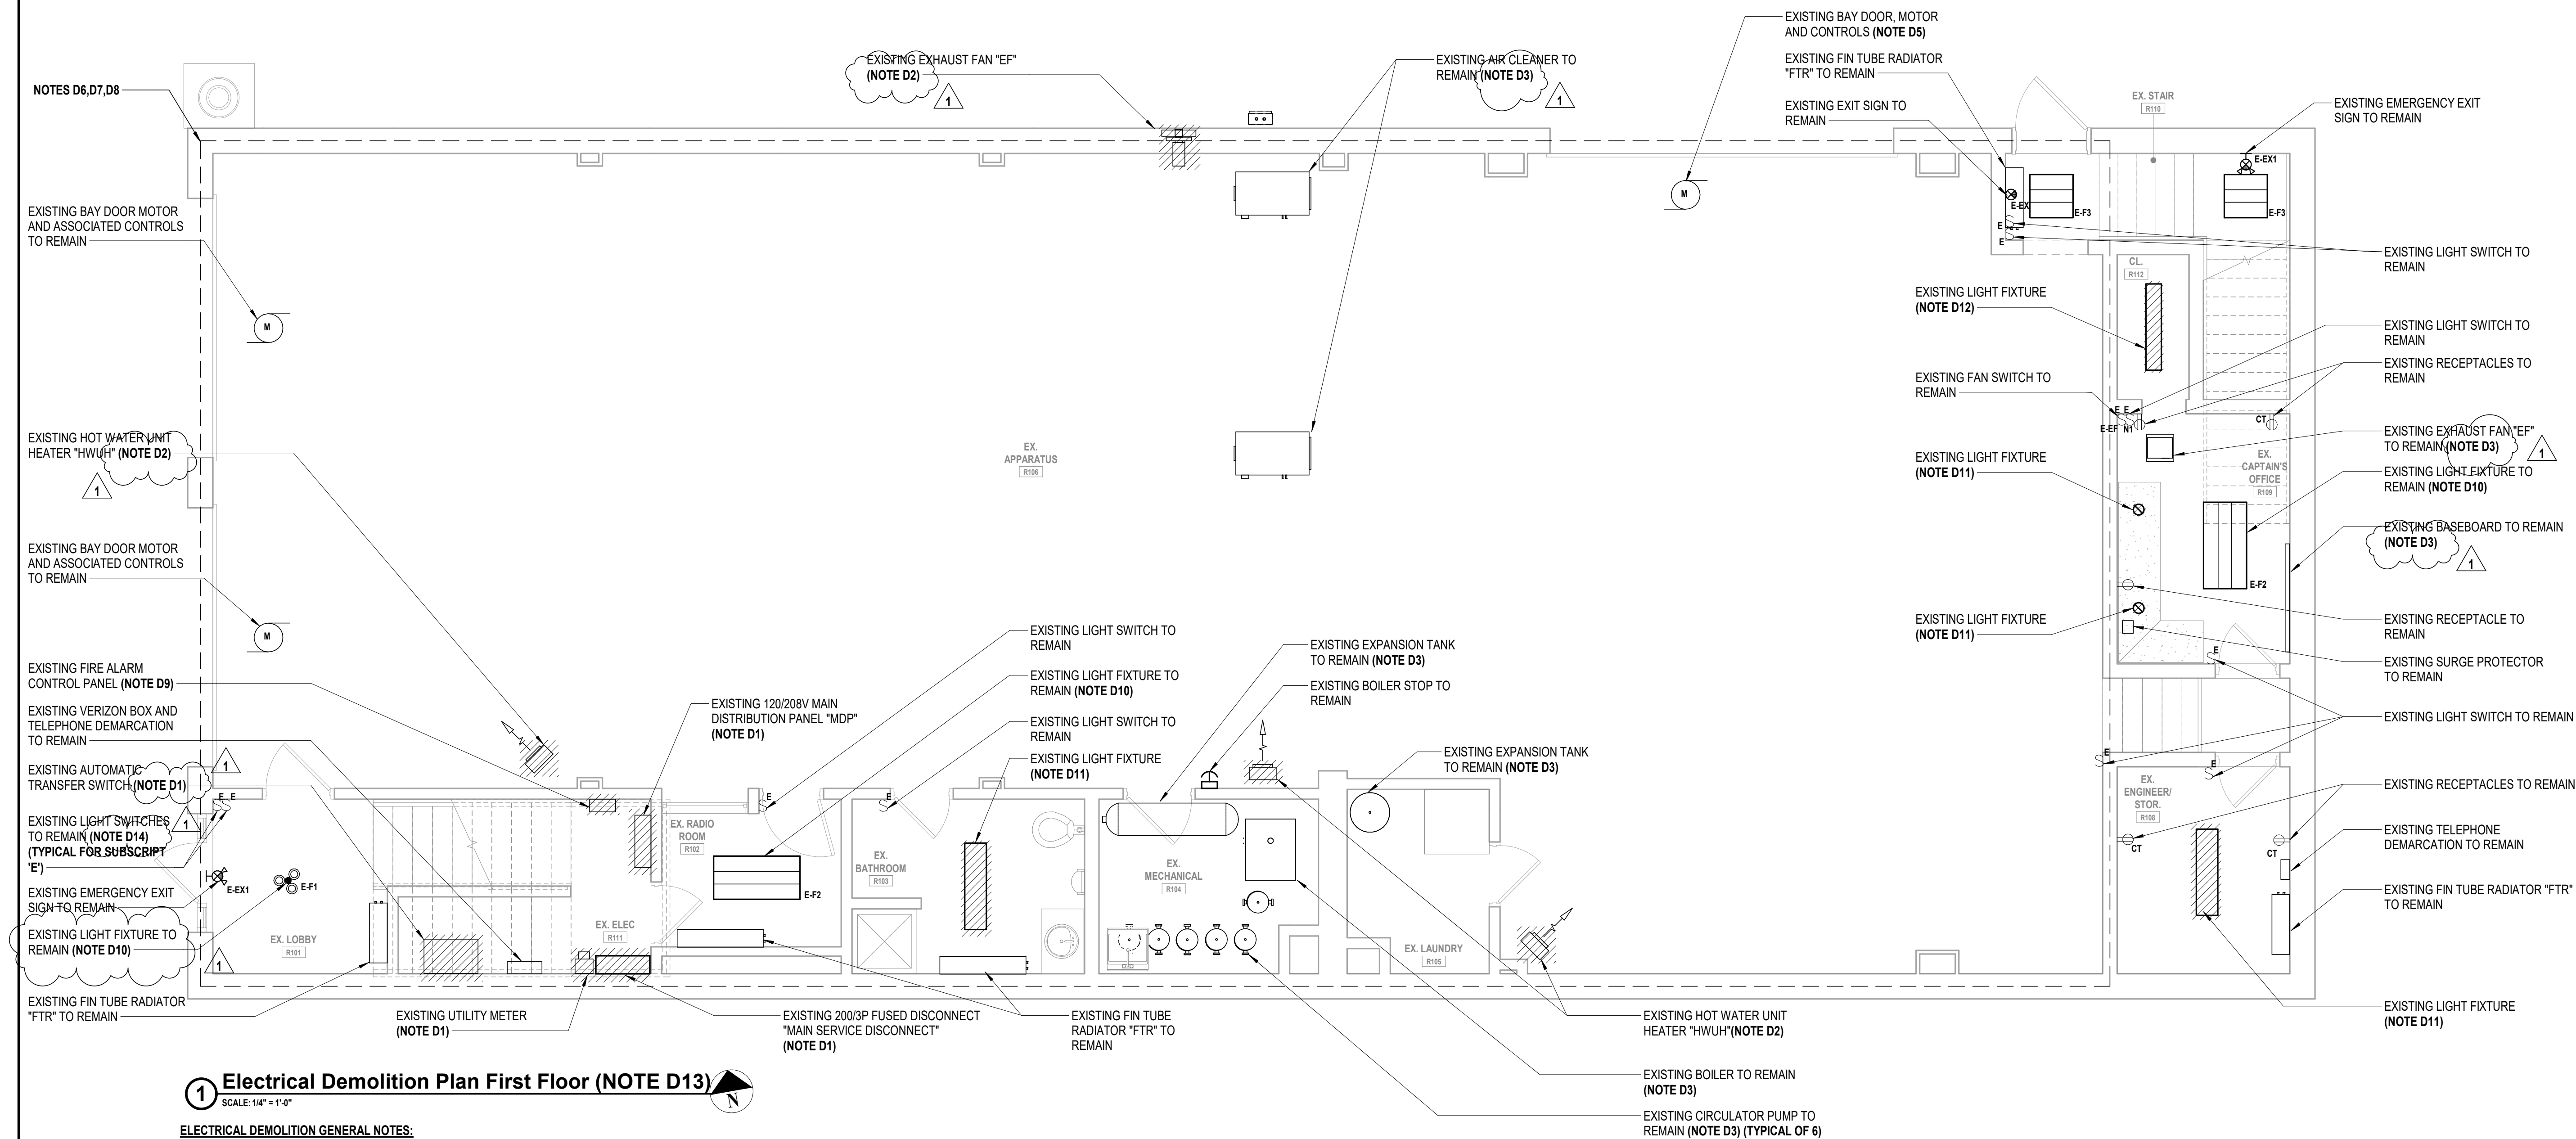 EXISTING BAY DOOR, MOTOR
AND CONTROLS (NOTE D5)
EXISTING EXHAUST FAN "EF"
(NOTE D2)
1
EXISTING AIR CLEANER TO
REMAIN (NOTE D3)
1
EXISTING FIN TUBE RADIATOR
"FTR" TO REMAIN
EXISTING EXIT SIGN TO
REMAIN
EX. STAIR
R110
EXISTING EMERGENCY EXIT
SIGN TO REMAIN
NOTES D6,D7,D8
E-EX1
E-EX
E-F3
E-F3
E
E
M
EXISTING BAY DOOR MOTOR
AND ASSOCIATED CONTROLS
TO REMAIN
M
EXISTING LIGHT SWITCH TO
REMAIN
CL.
R112
EXISTING LIGHT FIXTURE
(NOTE D12)
EXISTING LIGHT SWITCH TO
REMAIN
EXISTING RECEPTACLES TO
REMAIN
EXISTING FAN SWITCH TO
REMAIN
E E
E-EF N1
CT
EXISTING HOT WATER UNIT
HEATER "HWUH" (NOTE D2)
1
EX.
APPARATUS
R106
EXISTING EXHAUST FAN "EF"
TO REMAIN (NOTE D3)
1
EX.
CAPTAIN'S
OFFICE
R109
EXISTING LIGHT FIXTURE
(NOTE D11)
EXISTING LIGHT FIXTURE TO
REMAIN (NOTE D10)
EXISTING BASEBOARD TO REMAIN
(NOTE D3)
1
E-F2
EXISTING BAY DOOR MOTOR
AND ASSOCIATED CONTROLS
TO REMAIN
M
EXISTING LIGHT FIXTURE
(NOTE D11)
EXISTING RECEPTACLE TO
REMAIN
EXISTING SURGE PROTECTOR
TO REMAIN
E
EXISTING LIGHT SWITCH TO REMAIN
E
E
EXISTING LIGHT SWITCH TO
REMAIN
EXISTING EXPANSION TANK
TO REMAIN (NOTE D3)
EXISTING FIRE ALARM
CONTROL PANEL (NOTE D9)
EXISTING LIGHT FIXTURE TO
REMAIN (NOTE D10)
EXISTING BOILER STOP TO
REMAIN
EXISTING VERIZON BOX AND
TELEPHONE DEMARCATION
TO REMAIN
EXISTING 120/208V MAIN
DISTRIBUTION PANEL "MDP"
(NOTE D1)
EXISTING LIGHT SWITCH TO
REMAIN
EXISTING LIGHT FIXTURE
(NOTE D11)
EXISTING EXPANSION TANK
TO REMAIN (NOTE D3)
EXISTING AUTOMATIC
TRANSFER SWITCH (NOTE D1)
1
E E
E
E
EXISTING LIGHT SWITCHES
TO REMAIN (NOTE D14)
(TYPICAL FOR SUBSCRIPT
'E')
1
EX. RADIO
ROOM
R102
EX.
BATHROOM
R103
EX.
MECHANICAL
R104
EX.
ENGINEER/
STOR.
R108
EXISTING RECEPTACLES TO REMAIN
CT
CT
EXISTING TELEPHONE
DEMARCATION TO REMAIN
EXISTING EMERGENCY EXIT
SIGN TO REMAIN
E-EX1
E-F1
E-F2
EXISTING FIN TUBE RADIATOR "FTR"
TO REMAIN
EXISTING LIGHT FIXTURE TO
REMAIN (NOTE D10)
1
EX. LOBBY
R101
EX. ELEC
R111
EX. LAUNDRY
R105
EXISTING FIN TUBE RADIATOR
"FTR" TO REMAIN
EXISTING UTILITY METER
(NOTE D1)
EXISTING 200/3P FUSED DISCONNECT
"MAIN SERVICE DISCONNECT"
(NOTE D1)
EXISTING FIN TUBE
RADIATOR "FTR" TO
REMAIN
EXISTING HOT WATER UNIT
HEATER "HWUH"(NOTE D2)
EXISTING LIGHT FIXTURE
(NOTE D11)
EXISTING BOILER TO REMAIN
(NOTE D3)
EXISTING CIRCULATOR PUMP TO
REMAIN (NOTE D3) (TYPICAL OF 6)
1 Electrical Demolition Plan First Floor (NOTE D13)
SCALE: 1/4" = 1'-0"
N
ELECTRICAL DEMOLITION GENERAL NOTES: